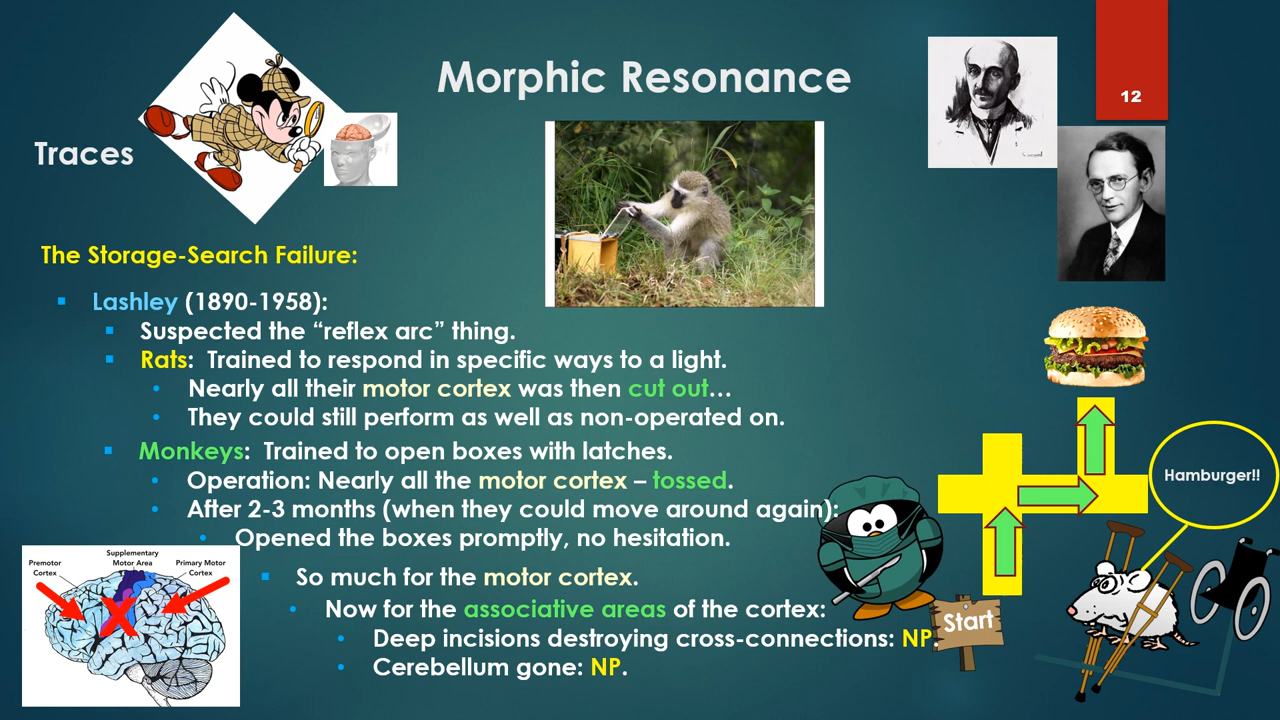 Morphic Resonance
12
Traces
The Storage-Search Failure:
Lashley (1890-1958):
Suspected the “reflex arc” thing.
Rats: Trained to respond in specific ways to a light.
Nearly all their motor cortex was then cut out…
They could still perform as well as non-operated on.
Monkeys: Trained to open boxes with latches.
Operation: Nearly all the motor cortex – tossed.
After 2-3 months (when they could move around again):
Opened the boxes promptly, no hesitation.
So much for the motor cortex.
Now for the associative areas of the cortex:
Deep incisions destroying cross-connections: NP
Cerebellum gone: NP.
Supplementary
Motor Area
Premotor
Cortex
Primary Motor
Cortex
Hamburger!!
Start